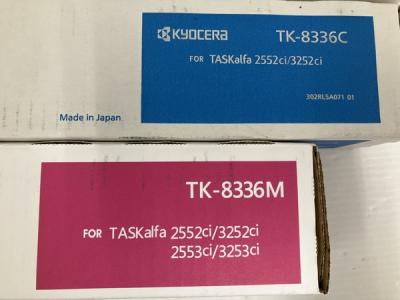 KYOCERA TK-8336C
FOR TASKalfa 2552ci/3252ci
302RL5A071 01
Made in Japan
TK-8336M
FOR TASKalfa 2552ci/3252ci
2553ci/3253ci